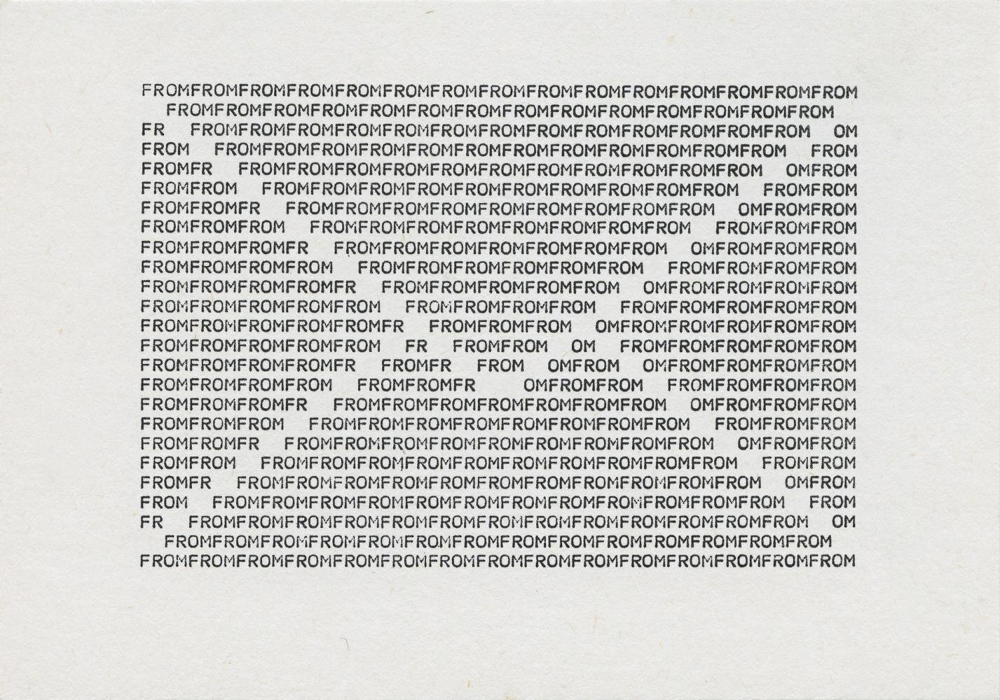 FROMFROMFROMFROMFROMFROMFROMFROMFROMFROMFROMFROMFROMFROMFROM
  FROMFROMFROMFROMFROMFROMFROMFROMFROMFROMFROMFROMFROMFROM
FR  FROMFROMFROMFROMFROMFROMFROMFROMFROMFROMFROMFROMFROM  OM
FROM  FROMFROMFROMFROMFROMFROMFROMFROMFROMFROMFROMFROM  FROM
FROMFR  FROMFROMFROMFROMFROMFROMFROMFROMFROMFROMFROM  OMFROM
FROMFROM  FROMFROMFROMFROMFROMFROMFROMFROMFROMFROM  FROMFROM
FROMFROMFR  FROMFROMFROMFROMFROMFROMFROMFROMFROM  OMFROMFROM
FROMFROMFROM  FROMFROMFROMFROMFROMFROMFROMFROM  FROMFROMFROM
FROMFROMFROMFR  FROMFROMFROMFROMFROMFROMFROM  OMFROMFROMFROM
FROMFROMFROMFROM  FROMFROMFROMFROMFROMFROM  FROMFROMFROMFROM
FROMFROMFROMFROMFR  FROMFROMFROMFROMFROM  OMFROMFROMFROMFROM
FROMFROMFROMFROMFROM  FROMFROMFROMFROM  FROMFROMFROMFROMFROM
FROMFROMFROMFROMFROMFR  FROMFROMFROM  OMFROMFROMFROMFROMFROM
FROMFROMFROMFROMFROM  FR  FROMFROM  OM  FROMFROMFROMFROMFROM
FROMFROMFROMFROMFR  FROMFR  FROM  OMFROM  OMFROMFROMFROMFROM
FROMFROMFROMFROM  FROMFROMFR    OMFROMFROM  FROMFROMFROMFROM
FROMFROMFROMFR  FROMFROMFROMFROMFROMFROMFROM  OMFROMFROMFROM
FROMFROMFROM  FROMFROMFROMFROMFROMFROMFROMFROM  FROMFROMFROM
FROMFROMFR  FROMFROMFROMFROMFROMFROMFROMFROMFROM  OMFROMFROM
FROMFROM  FROMFROMFROMFROMFROMFROMFROMFROMFROMFROM  FROMFROM
FROMFR  FROMFROMFROMFROMFROMFROMFROMFROMFROMFROMFROM  OMFROM
FROM  FROMFROMFROMFROMFROMFROMFROMFROMFROMFROMFROMFROM  FROM
FR  FROMFROMFROMFROMFROMFROMFROMFROMFROMFROMFROMFROMFROM  OM
  FROMFROMFROMFROMFROMFROMFROMFROMFROMFROMFROMFROMFROMFROM
FROMFROMFROMFROMFROMFROMFROMFROMFROMFROMFROMFROMFROMFROMFROM